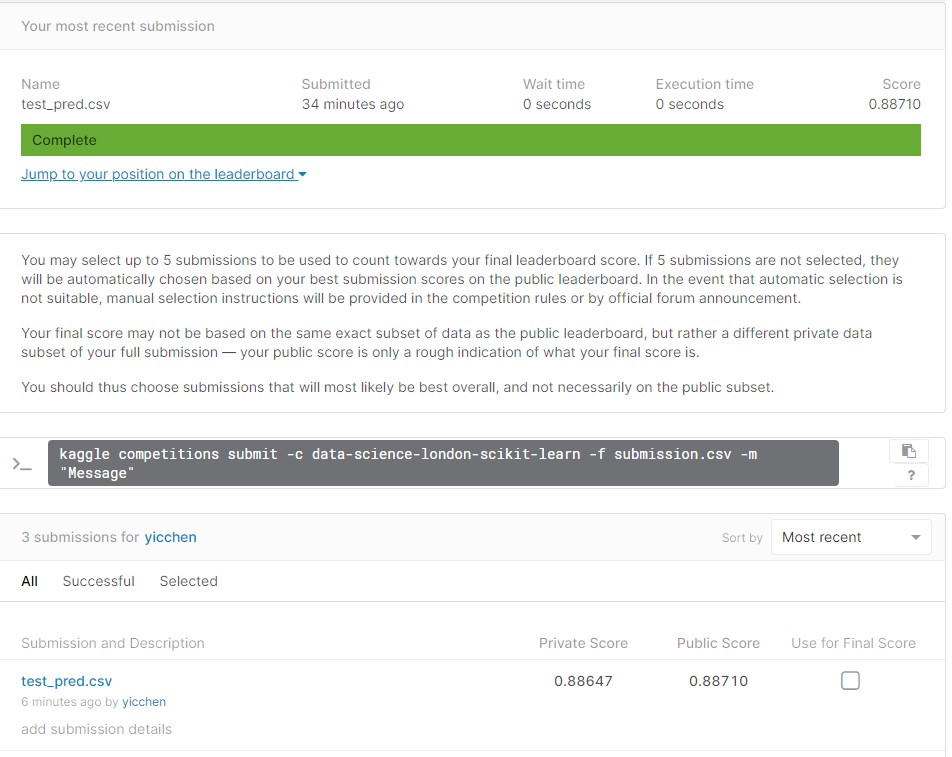 Your most recent submission
Name Submitted Wait time Execution time Score
test_pred.csv 34 minutes ago 0 seconds 0 seconds 0.88710
Complete
Jump to your position on the leaderboard
You may select up to 5 submissions to be used to count towards your final leaderboard score. If 5 submissions are not selected, they
will be automatically chosen based on your best submission scores on the public leaderboard. In the event that automatic selection is
not suitable, manual selection instructions will be provided in the competition rules or by official forum announcement.
Your final score may not be based on the same exact subset of data as the public leaderboard, but rather a different private data
subset of your full submission — your public score is only a rough indication of what your final score is.
You should thus choose submissions that will most likely be best overall, and not necessarily on the public subset.
>_ kaggle competitions submit -c data-science-london-scikit-learn -f submission.csv -m
"Message"
?
3 submissions for yicchen Sort by Most recent
All Successful Selected
Submission and Description Private Score Public Score Use for Final Score
test_pred.csv 0.88647 0.88710
6 minutes ago by yicchen
add submission details